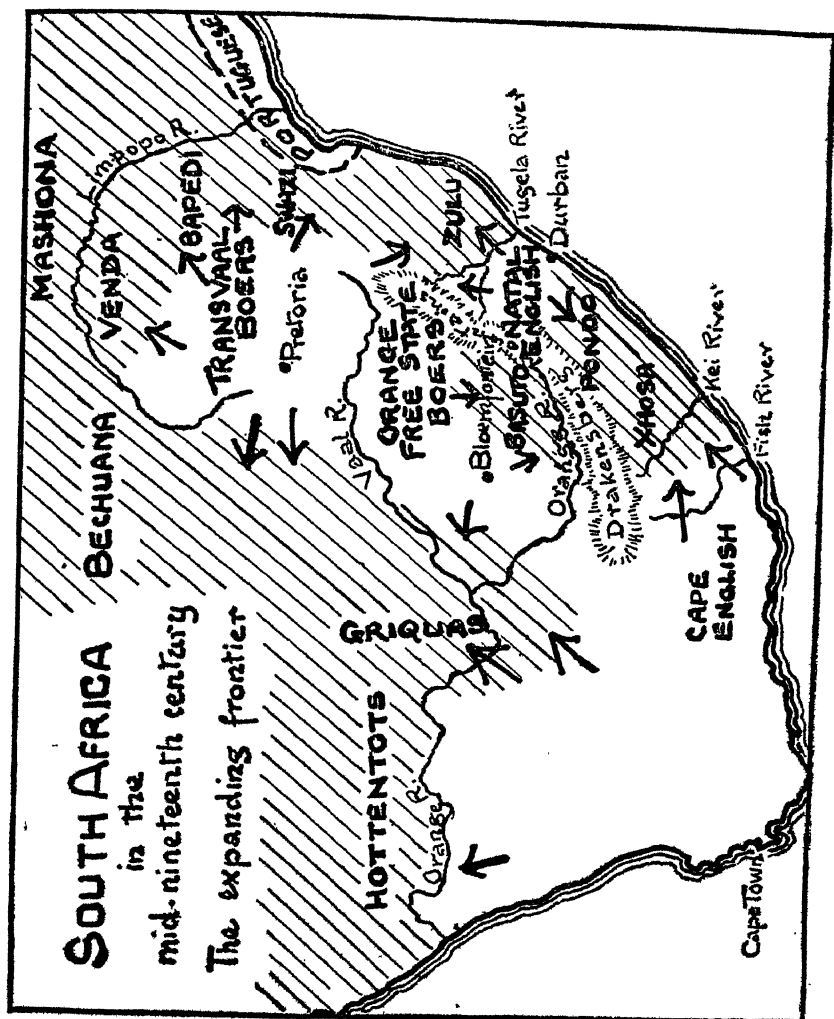 SOUTH AFRICA
in the
mid-nineteenth century
The expanding frontier
MASHONA
Limpopo R.
VENDA
BAPEDI
PORTUGUESE
TRANSVAAL
BOERS
SWAZI
Pretoria
BECHUANA
Vaal R.
ORANGE
FREE STATE
BOERS
ZULU
Tugela River
Durban
NATAL
ENGLISH
Bloemfontein
BASUTO
Orange R.
Drakensberg
PONDO
XHOSA
Kei River
Fish River
GRIQUAS
HOTTENTOTS
Orange R.
CAPE
ENGLISH
Cape Town